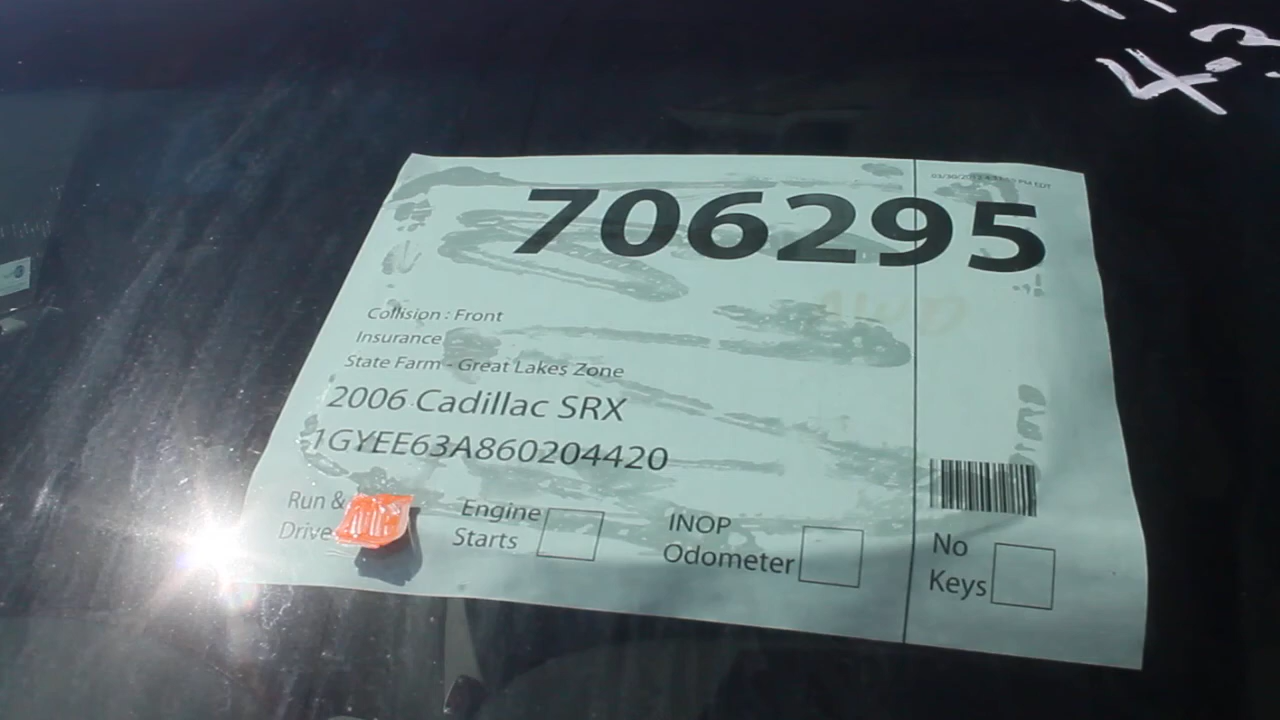 706295
Collision : Front
Insurance
State Farm - Great Lakes Zone
2006 Cadillac SRX
1GYEE63A860204420
Run &
Drive
Engine
Starts
INOP
Odometer
No
Keys